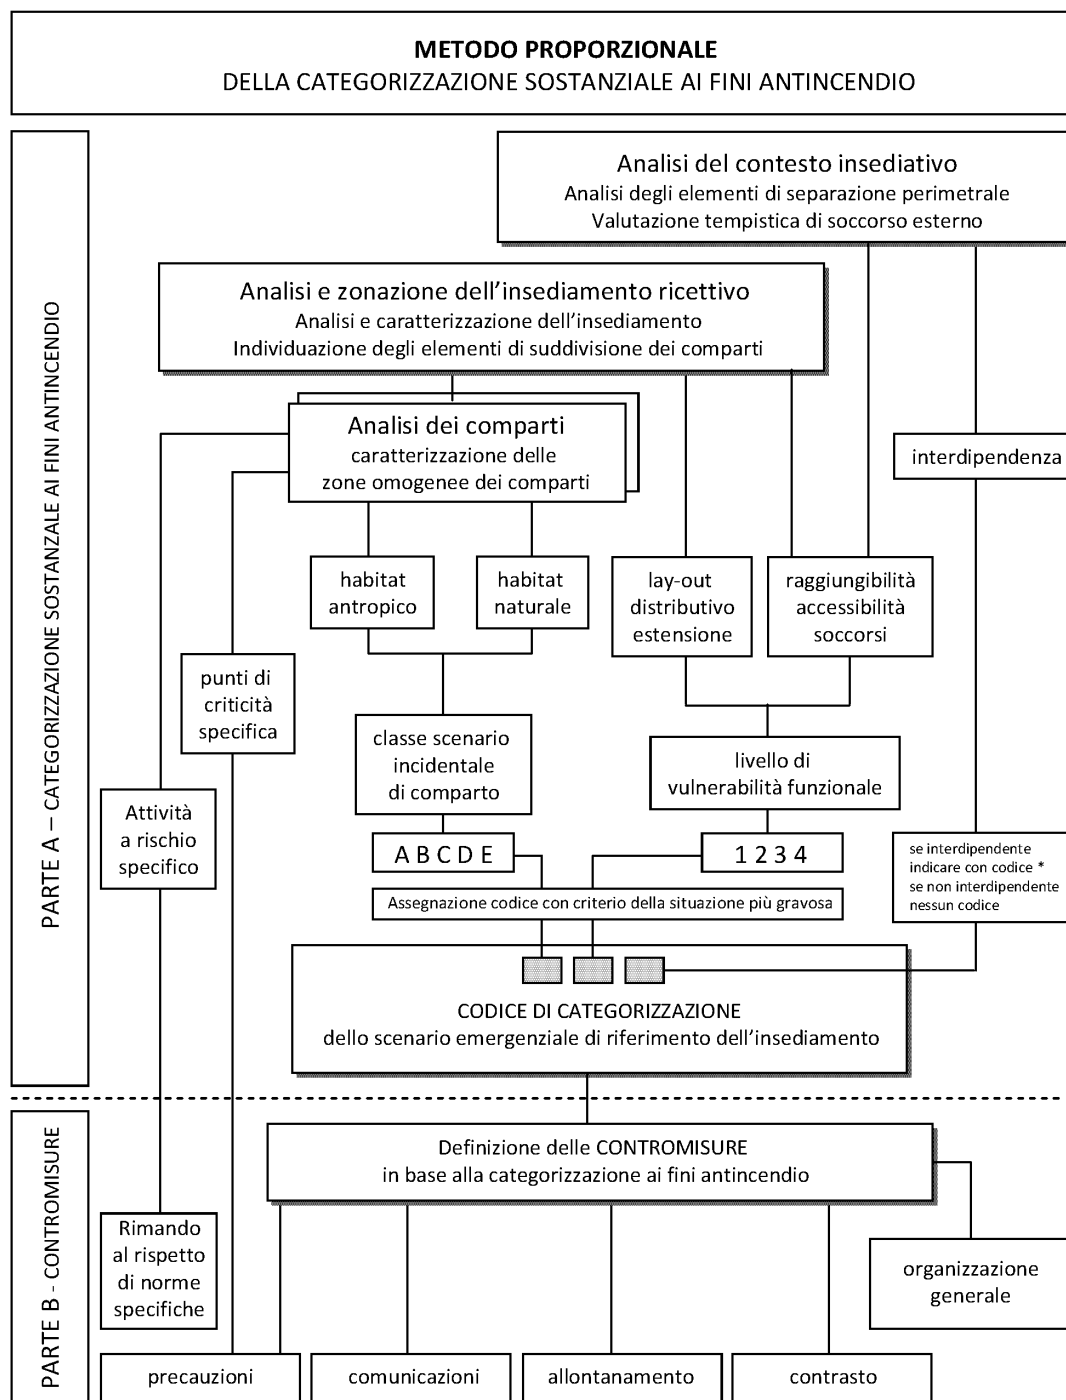 METODO PROPORZIONALE
DELLA CATEGORIZZAZIONE SOSTANZIALE AI FINI ANTINCENDIO
PARTE A – CATEGORIZZAZIONE SOSTANZALE AI FINI ANTINCENDIO
Analisi del contesto insediativo
Analisi degli elementi di separazione perimetrale
Valutazione tempistica di soccorso esterno
Analisi e zonazione dell'insediamento ricettivo
Analisi e caratterizzazione dell'insediamento
Individuazione degli elementi di suddivisione dei comparti
Analisi dei comparti
caratterizzazione delle
zone omogenee dei comparti
interdipendenza
habitat
antropico
habitat
naturale
lay-out
distributivo
estensione
raggiungibilità
accessibilità
soccorsi
punti di
criticità
specifica
classe scenario
incidentale
di comparto
livello di
vulnerabilità funzionale
Attività
a rischio
specifico
A B C D E
1 2 3 4
se interdipendente
indicare con codice *
se non interdipendente
nessun codice
Assegnazione codice con criterio della situazione più gravosa
CODICE DI CATEGORIZZAZIONE
dello scenario emergenziale di riferimento dell'insediamento
PARTE B - CONTROMISURE
Definizione delle CONTROMISURE
in base alla categorizzazione ai fini antincendio
Rimando
al rispetto
di norme
specifiche
organizzazione
generale
precauzioni
comunicazioni
allontanamento
contrasto